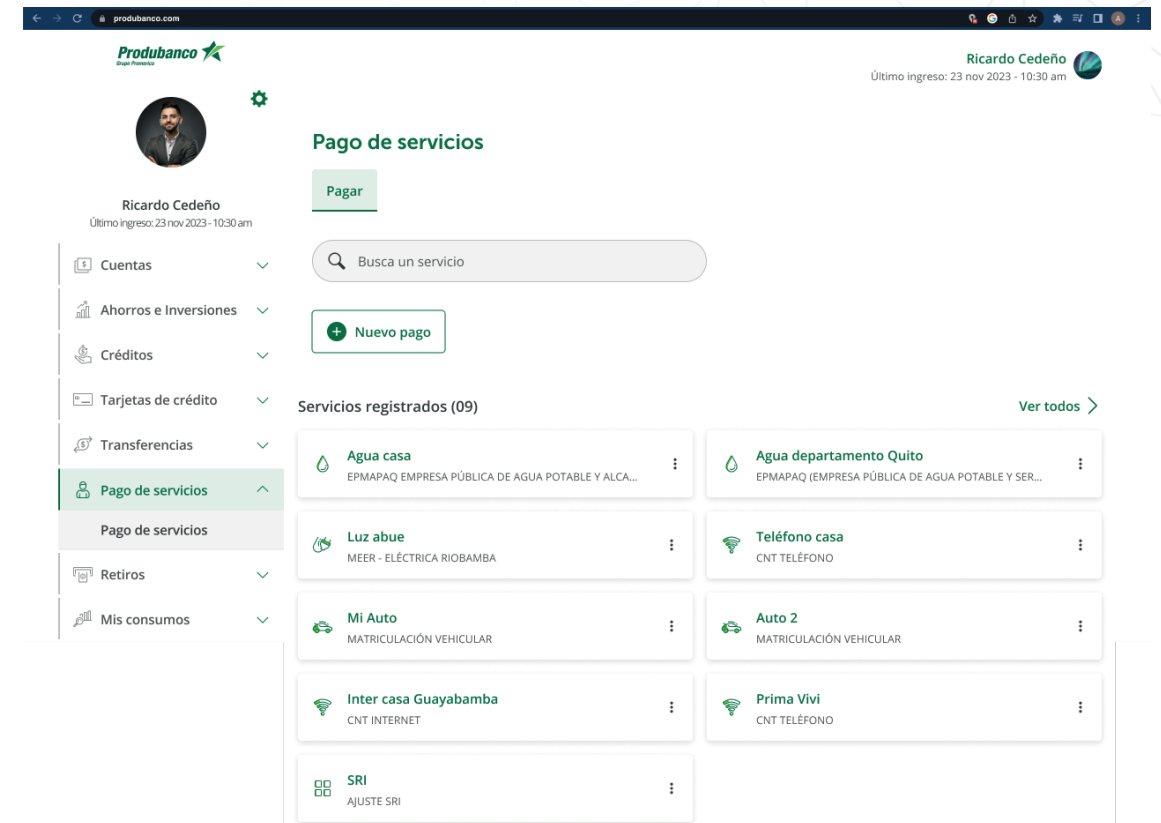 produbanco.com
Produbanco
Grupo Promerica
Ricardo Cedeño
Último ingreso: 23 nov 2023 - 10:30 am
Ricardo Cedeño
Último ingreso: 23 nov 2023 - 10:30 am
Cuentas
Ahorros e Inversiones
Créditos
Tarjetas de crédito
Transferencias
Pago de servicios
Pago de servicios
Retiros
Mis consumos
Pago de servicios
Pagar
Busca un servicio
Nuevo pago
Servicios registrados (09)
Ver todos
Agua casa
EPMAPAQ EMPRESA PÚBLICA DE AGUA POTABLE Y ALCA...
Agua departamento Quito
EPMAPAQ (EMPRESA PÚBLICA DE AGUA POTABLE Y SER...
Luz abue
MEER - ELÉCTRICA RIOBAMBA
Teléfono casa
CNT TELÉFONO
Mi Auto
MATRICULACIÓN VEHICULAR
Auto 2
MATRICULACIÓN VEHICULAR
Inter casa Guayabamba
CNT INTERNET
Prima Vivi
CNT TELÉFONO
SRI
AJUSTE SRI